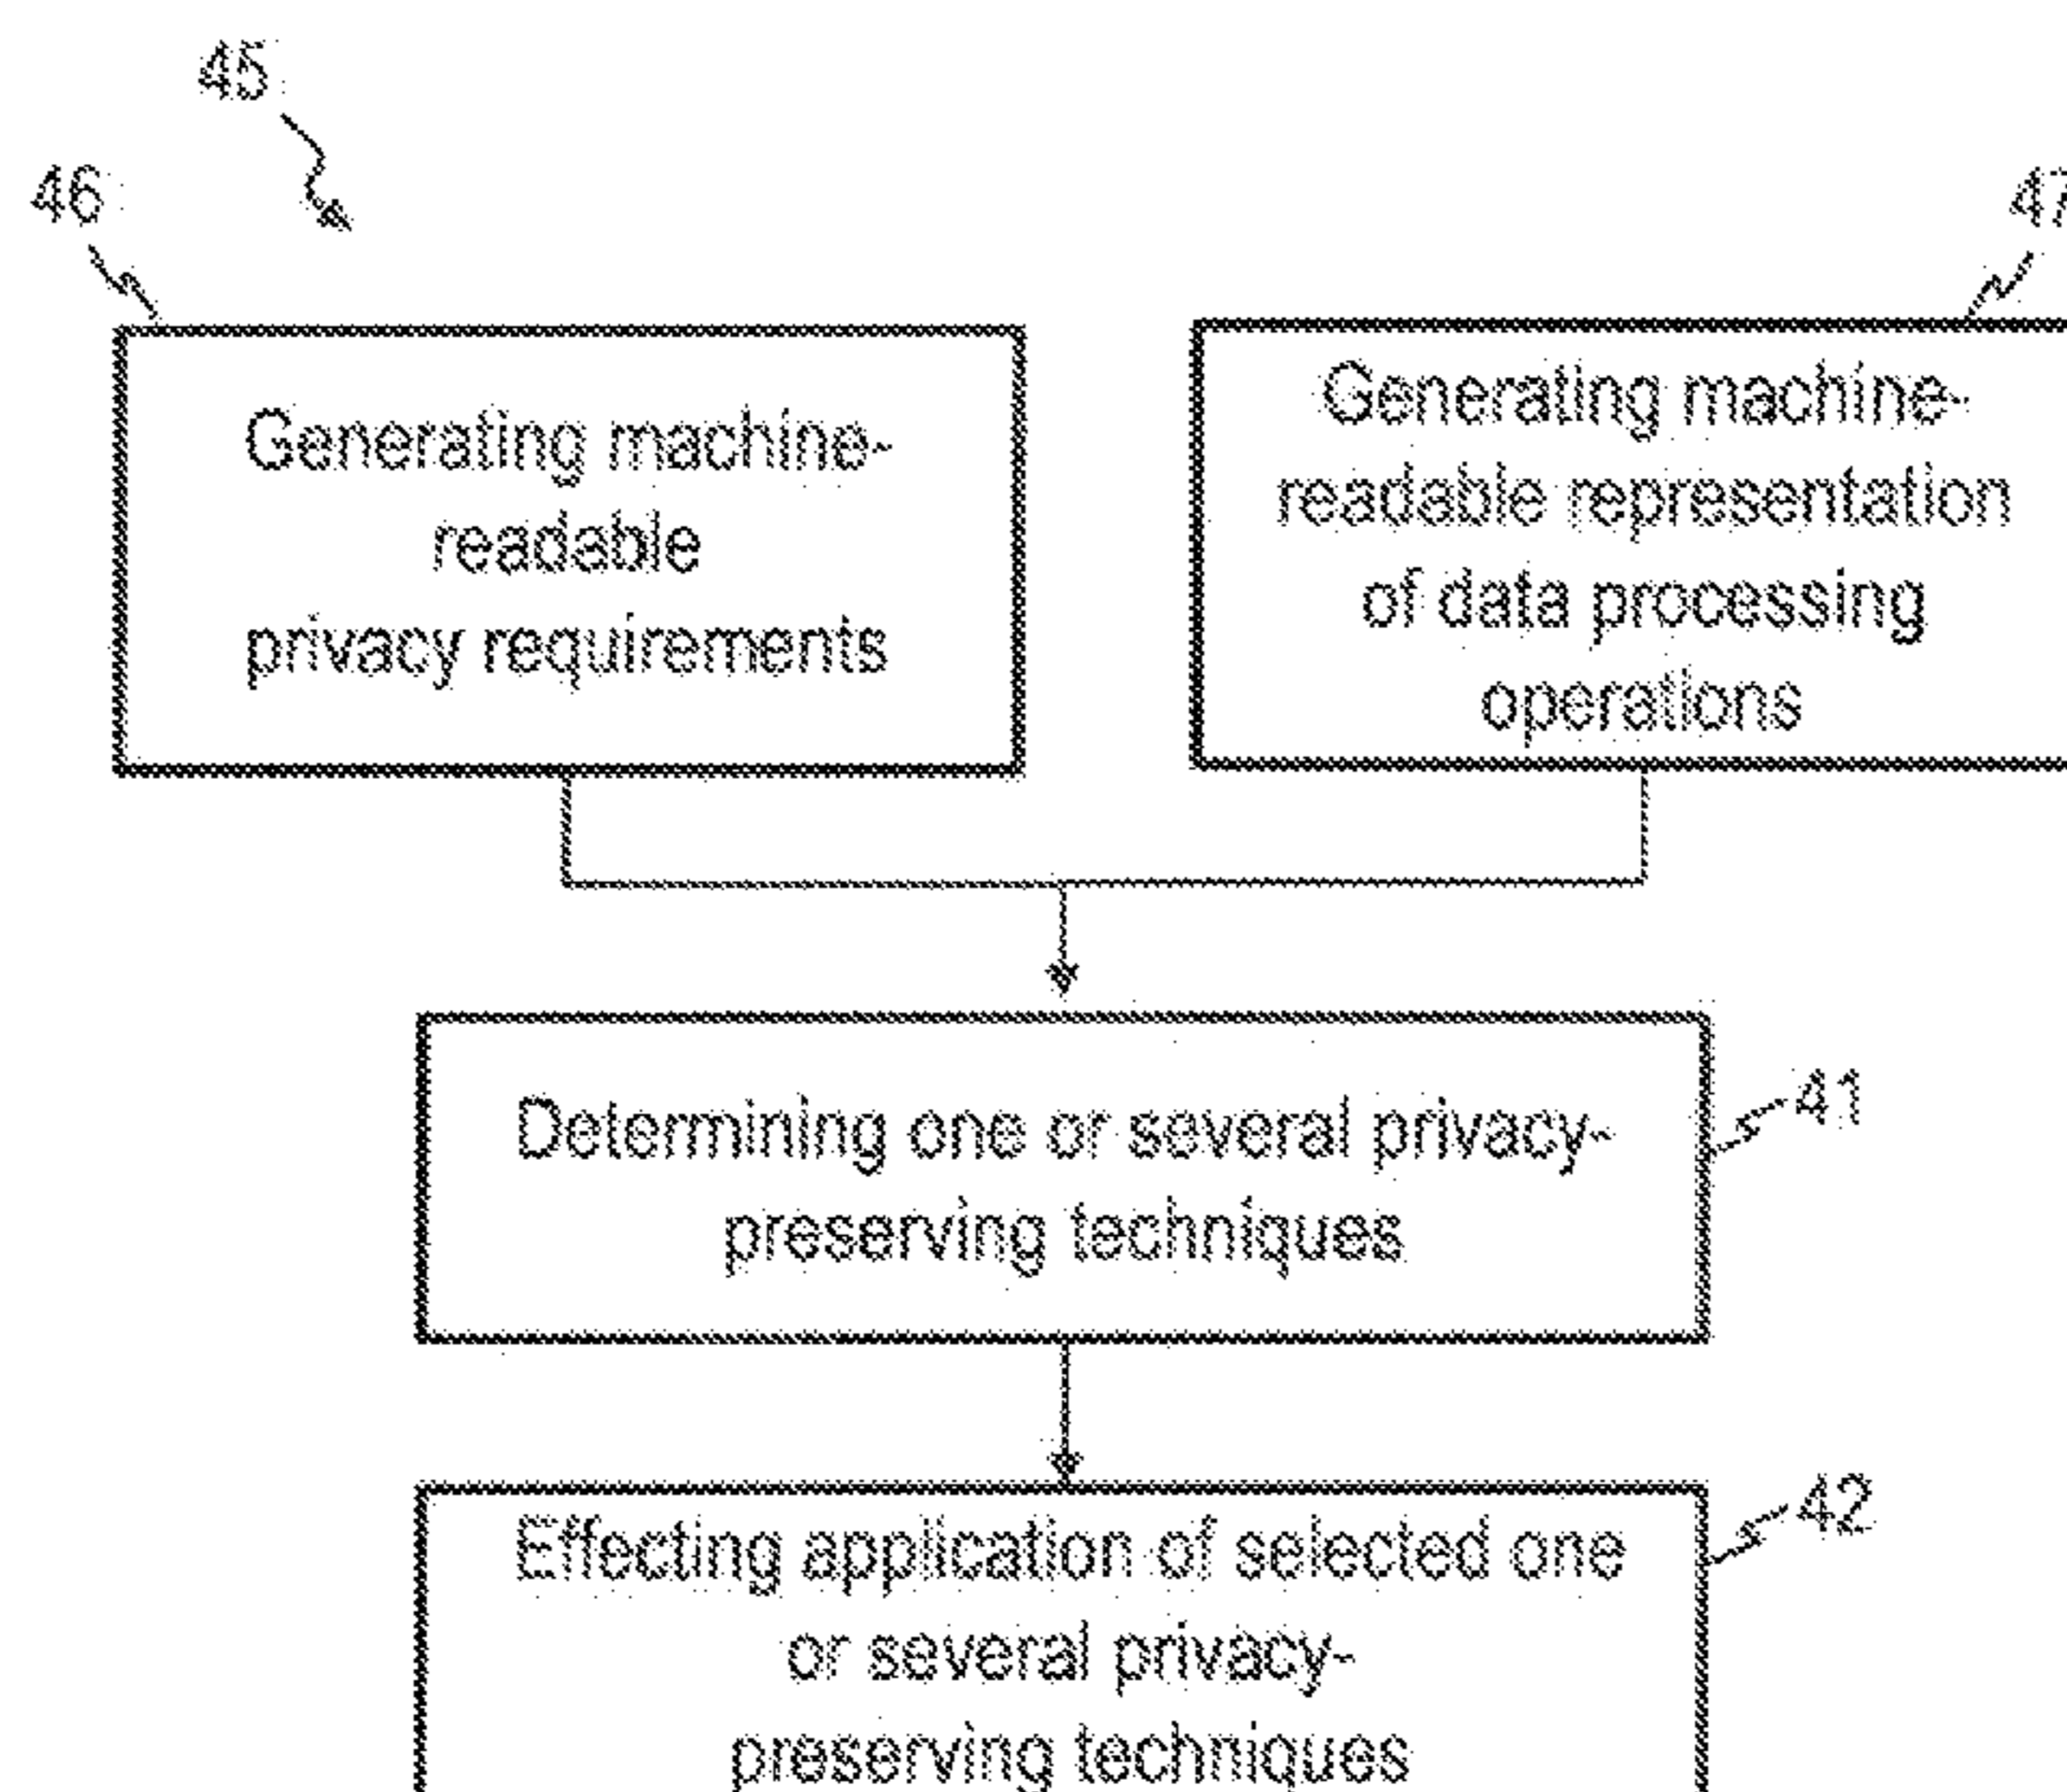 45
46
47
Generating machine-
readable
privacy requirements
Generating machine-
readable representation
of data processing
operations
Determining one or several privacy-
preserving techniques
41
Effecting application of selected one
or several privacy-
preserving techniques
42